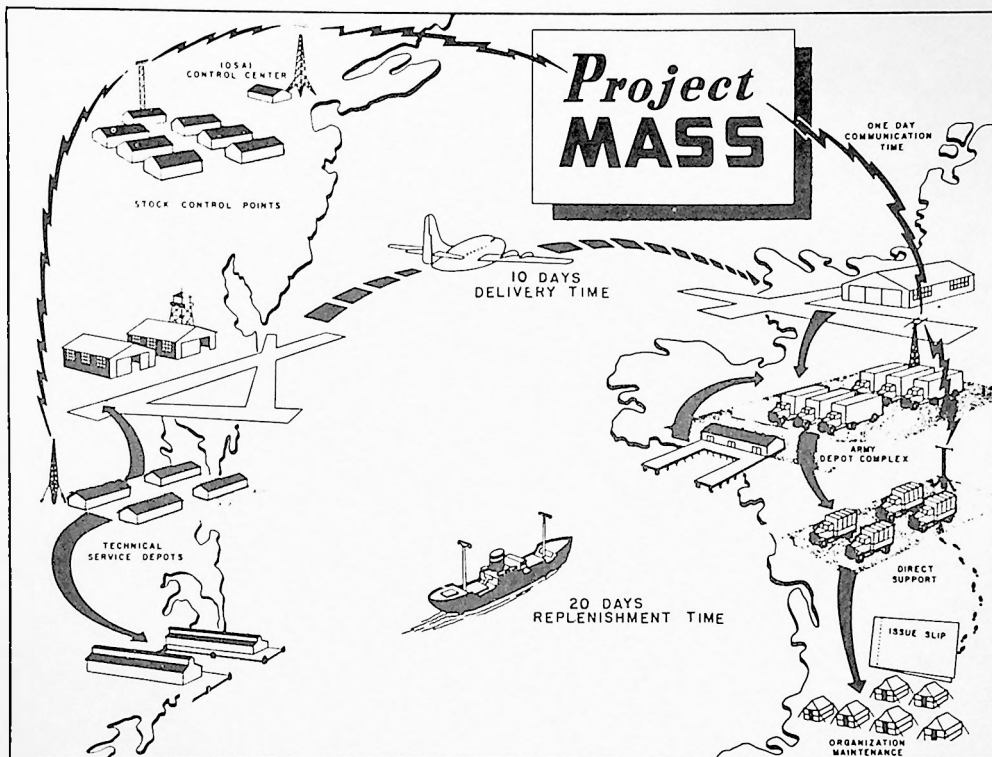 IOSAI
CONTROL CENTER
STOCK CONTROL POINTS
Project
MASS
ONE DAY
COMMUNICATION
TIME
10 DAYS
DELIVERY TIME
ARMY
DEPOT COMPLEX
TECHNICAL
SERVICE DEPOTS
20 DAYS
REPLENISHMENT TIME
DIRECT
SUPPORT
ISSUE SLIP
ORGANIZATION
MAINTENANCE